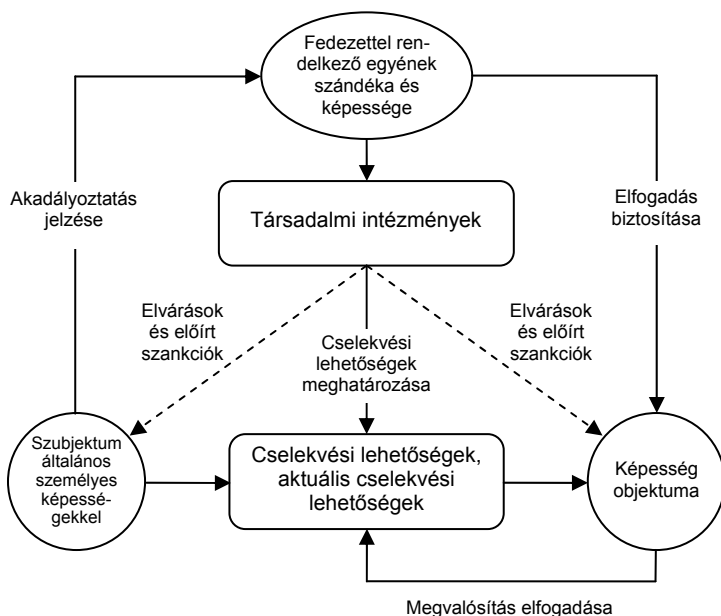 Fedezettel ren-
delkező egyének
szándéka és
képessége
Akadályoztatás
jelzése
Társadalmi intézmények
Elfogadás
biztosítása
Elvárások
és előírt
szankciók
Cselekvési
lehetőségek
meghatározása
Elvárások
és előírt
szankciók
Szubjektum
általános
személyes
képessé-
gekkel
Cselekvési lehetőségek,
aktuális cselekvési
lehetőségek
Képesség
objektuma
Megvalósítás elfogadása